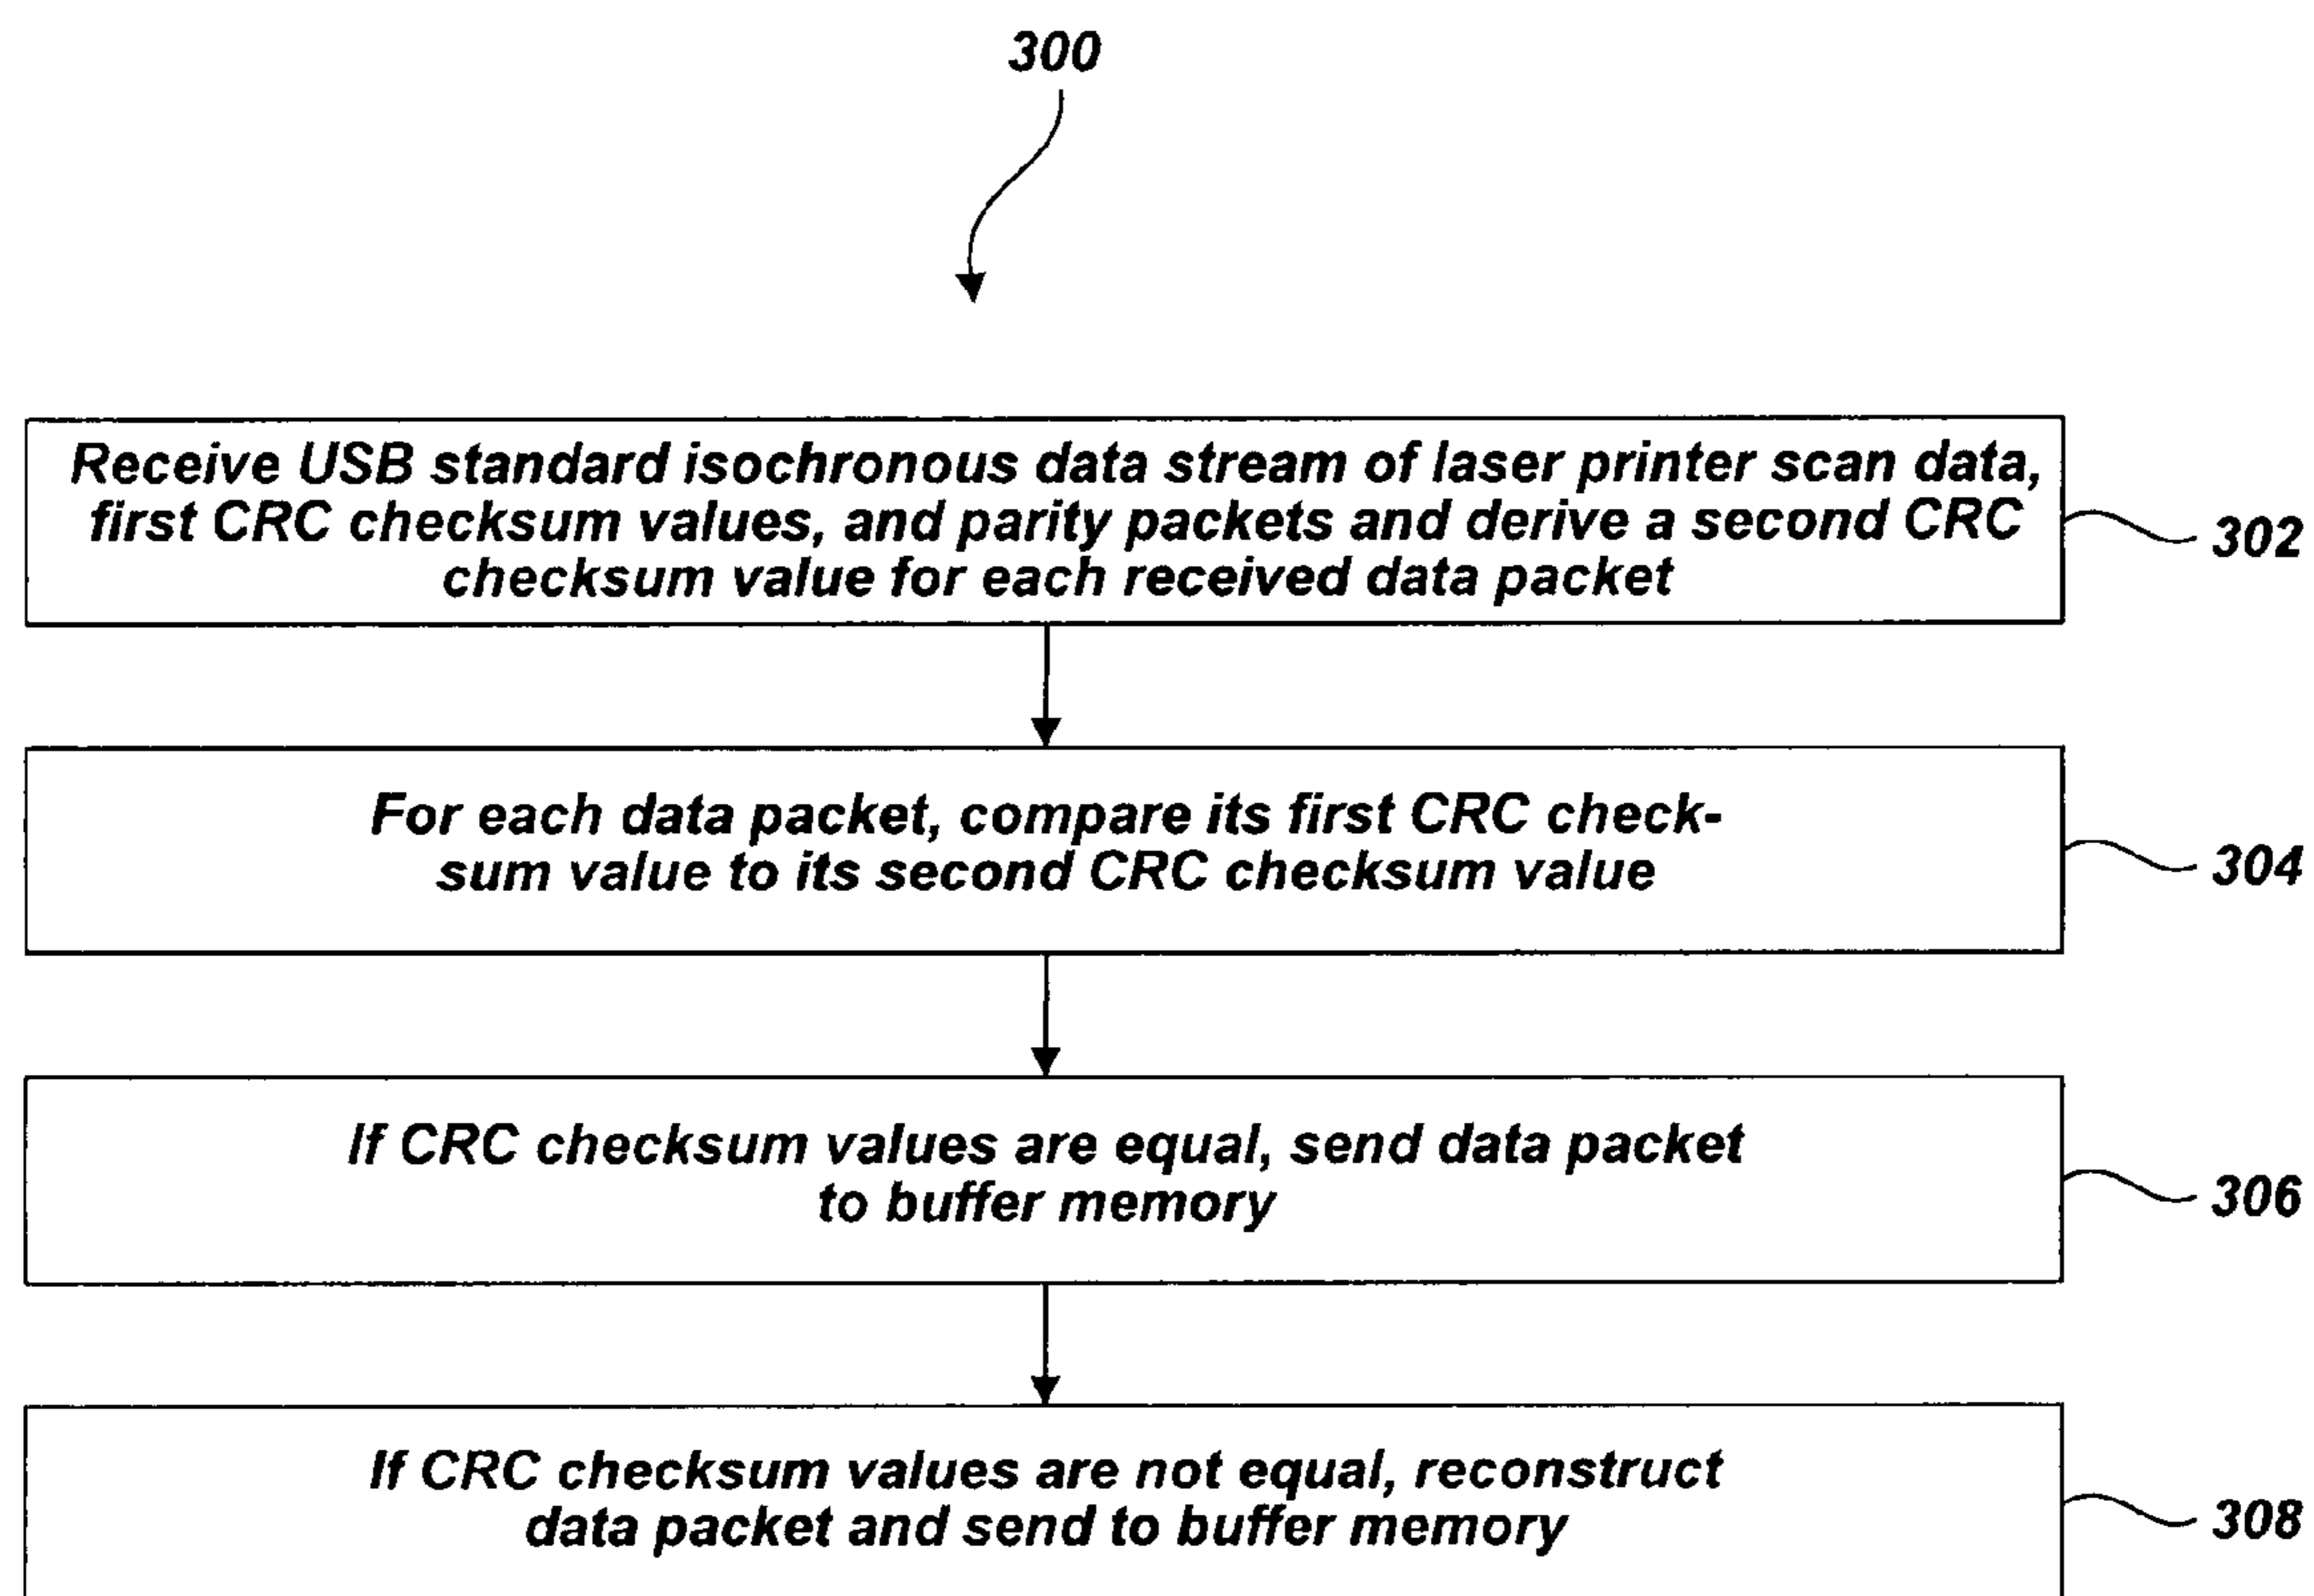 300
Receive USB standard isochronous data stream of laser printer scan data,
first CRC checksum values, and parity packets and derive a second CRC
checksum value for each received data packet
302
For each data packet, compare its first CRC check-
sum value to its second CRC checksum value
304
If CRC checksum values are equal, send data packet
to buffer memory
306
If CRC checksum values are not equal, reconstruct
data packet and send to buffer memory
308